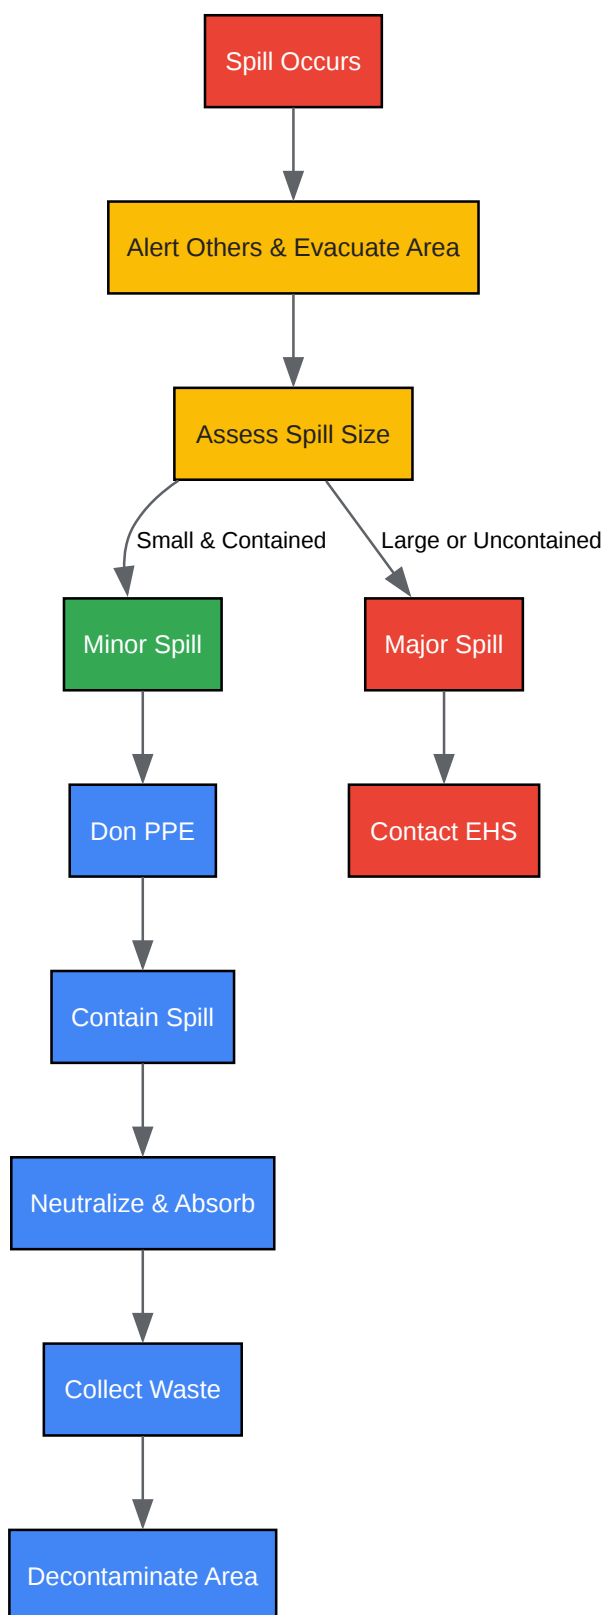 Spill Occurs
Alert Others & Evacuate Area
Assess Spill Size
Small & Contained
Large or Uncontained
Minor Spill
Major Spill
Don PPE
Contact EHS
Contain Spill
Neutralize & Absorb
Collect Waste
Decontaminate Area